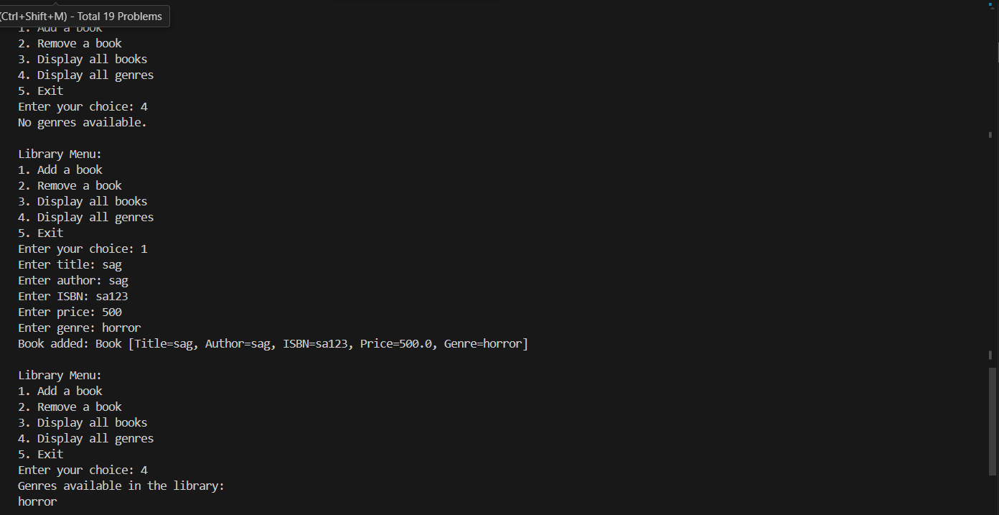 (Ctrl+Shift+M) - Total 19 Problems
1. Add a book
2. Remove a book
3. Display all books
4. Display all genres
5. Exit
Enter your choice: 4
No genres available.
Library Menu:
1. Add a book
2. Remove a book
3. Display all books
4. Display all genres
5. Exit
Enter your choice: 1
Enter title: sag
Enter author: sag
Enter ISBN: sa123
Enter price: 500
Enter genre: horror
Book added: Book [Title=sag, Author=sag, ISBN=sa123, Price=500.0, Genre=horror]
Library Menu:
1. Add a book
2. Remove a book
3. Display all books
4. Display all genres
5. Exit
Enter your choice: 4
Genres available in the library:
horror